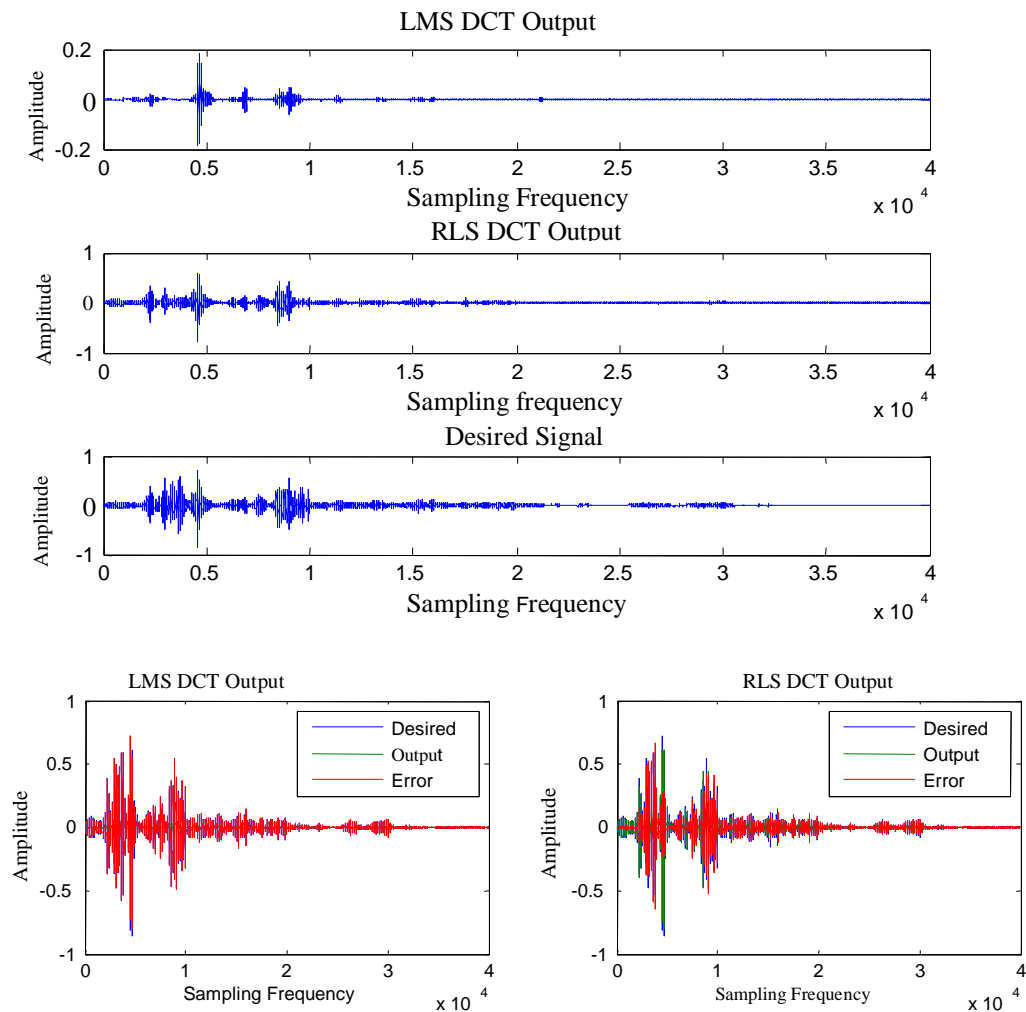 LMS DCT Output
0.2
0
-0.2
Amplitude
0 0.5 1 1.5 2 2.5 3 3.5 4
Sampling Frequency
x 10 4
RLS DCT Output
1
0
-1
Amplitude
0 0.5 1 1.5 2 2.5 3 3.5 4
Sampling frequency
x 10 4
Desired Signal
1
0
-1
Amplitude
0 0.5 1 1.5 2 2.5 3 3.5 4
Sampling Frequency
x 10 4
LMS DCT Output
1
0.5
0
-0.5
-1
Amplitude
Desired
Output
Error
0 1 2 3 4
Sampling Frequency
x 10 4
RLS DCT Output
1
0.5
0
-0.5
-1
Amplitude
Desired
Output
Error
0 1 2 3 4
Sampling Frequency
x 10 4